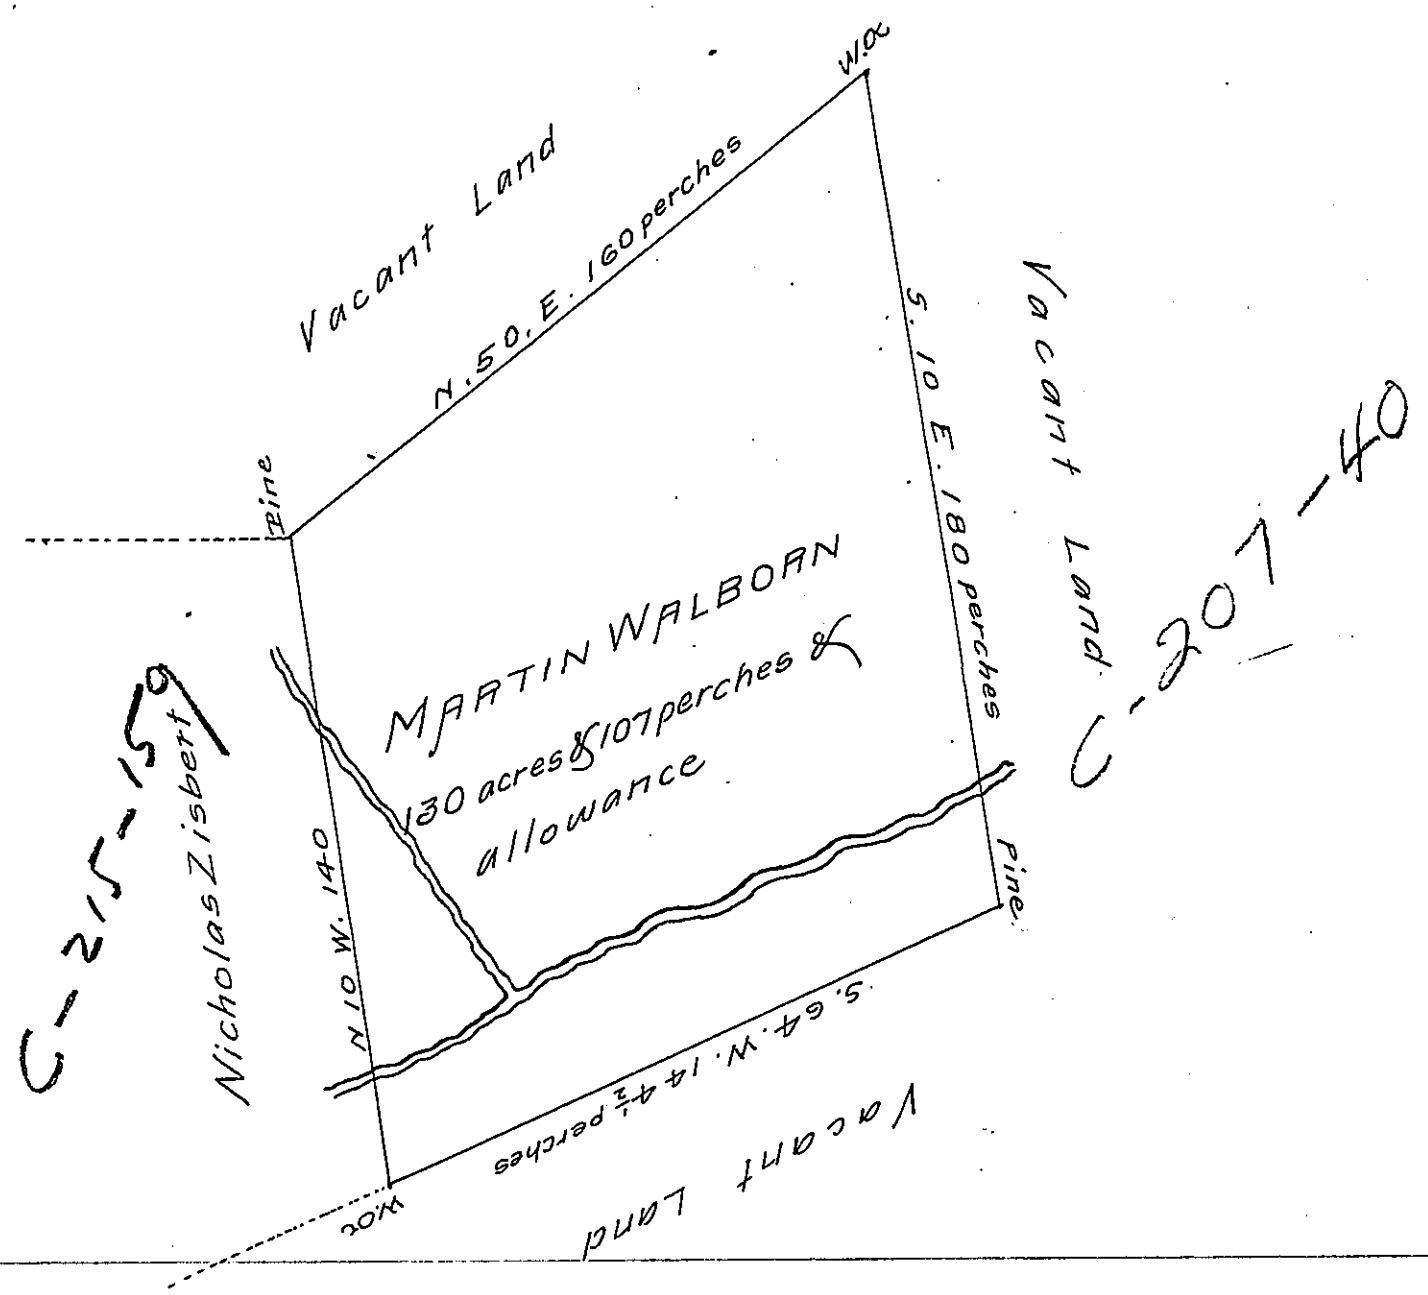 W.O
Vacant Land
N. 50. E. 160 perches
S. 10 E. 180 perches
Vacant Land
C-207-40
Pine
MARTIN WALBORN
130 acres & 107 perches &
allowance
C-215-159
Nicholas Zisbert
N 10 W. 140
Pine
S. 64. W. 144½ perches
Vacant
Land
W.O